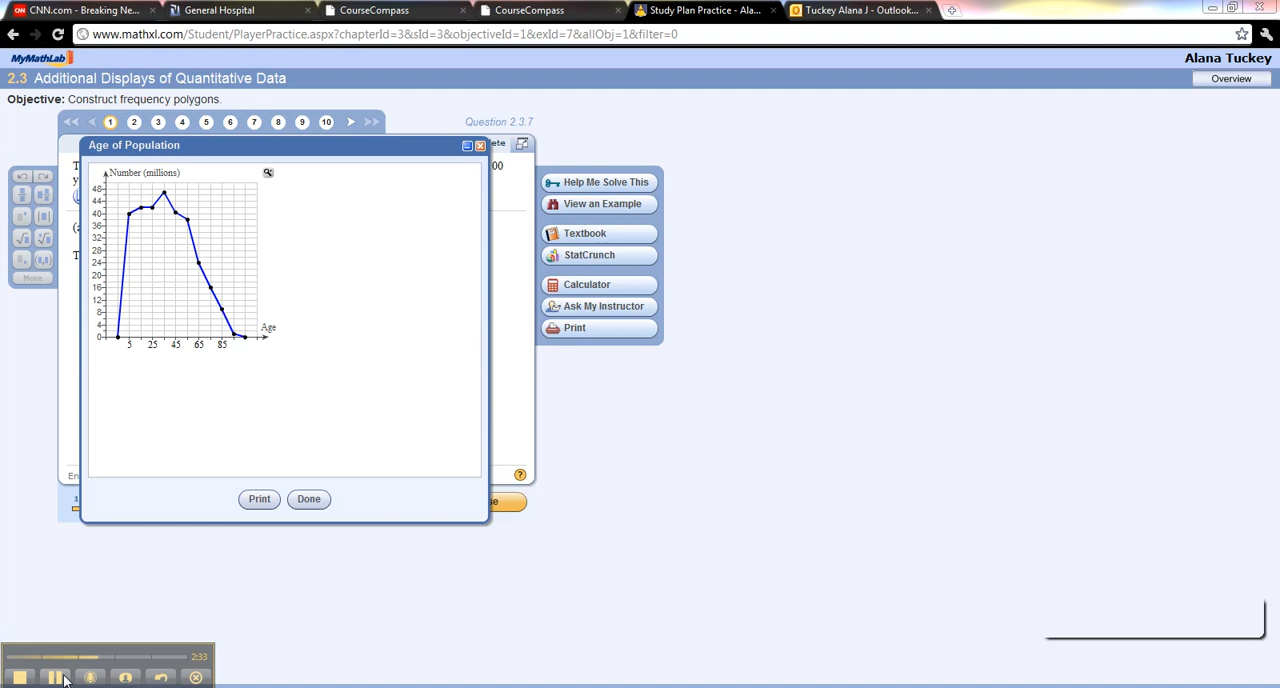 CNN.com - Breaking Ne...
General Hospital
CourseCompass
CourseCompass
Study Plan Practice - Ala...
Tuckey Alana J - Outlook...
www.mathxl.com/Student/PlayerPractice.aspx?chapterId=3&sId=3&objectiveId=1&exId=7&allObj=1&filter=0
MyMathLab
Alana Tuckey
2.3 Additional Displays of Quantitative Data
Overview
Objective: Construct frequency polygons.
1 2 3 4 5 6 7 8 9 10
Question 2.3.7
Age of Population
lete
T
00
y
(a
T
More
Number (millions)
48
44
40
36
32
28
24
20
16
12
8
4
0
5 25 45 65 85
Age
Help Me Solve This
View an Example
Textbook
StatCrunch
Calculator
Ask My Instructor
Print
En
?
Print
Done
se
2:33